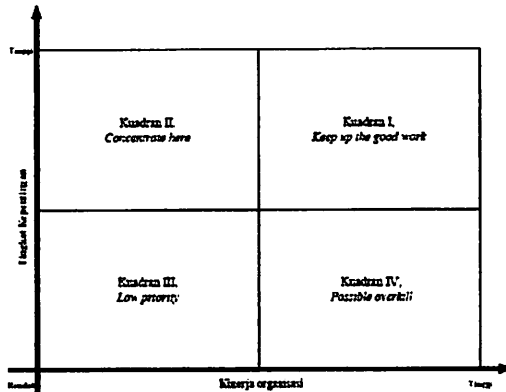 Tinggi
Kuadran II,
Concentrate here
Kuadran I,
Keep up the good work
Tingkat Kepentingan
Kuadran III,
Low priority
Kuadran IV,
Possible overkill
Rendah
Kinerja organisasi
Tinggi